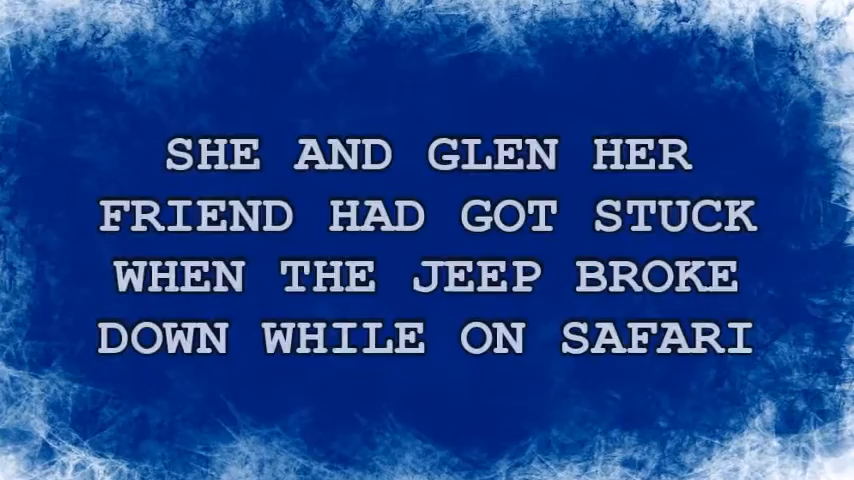 SHE AND GLEN HER
FRIEND HAD GOT STUCK
WHEN THE JEEP BROKE
DOWN WHILE ON SAFARI